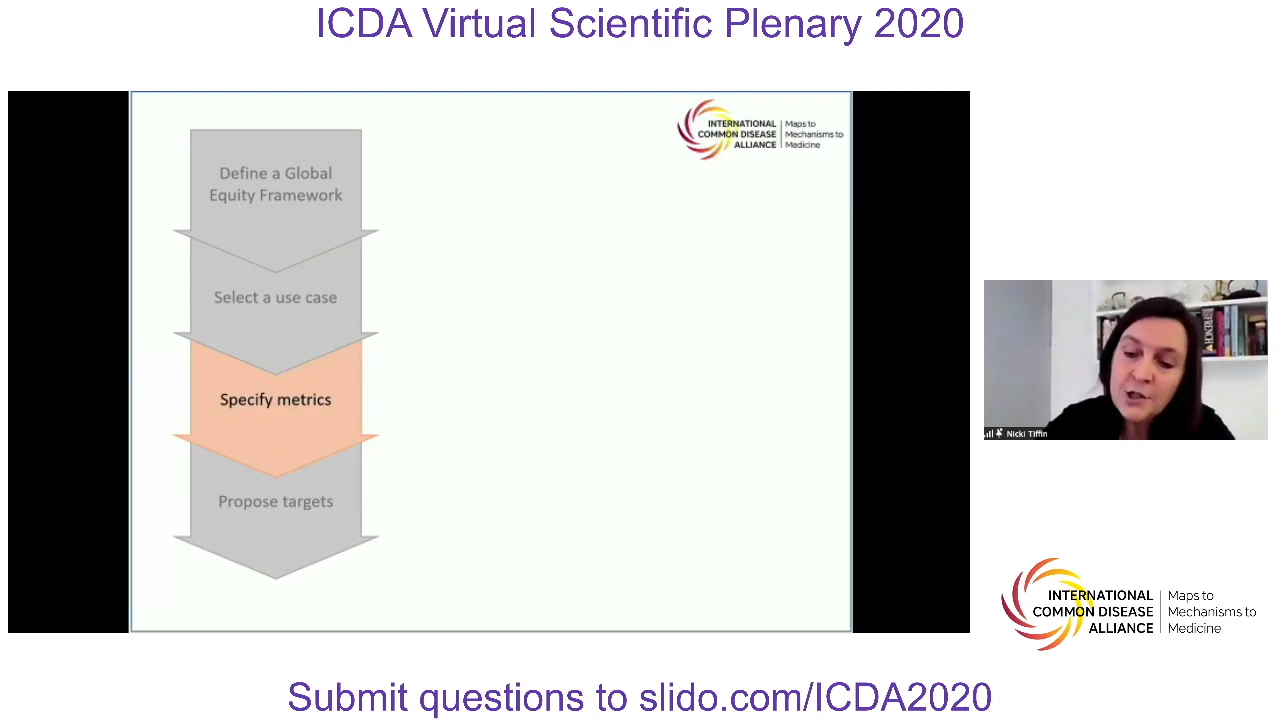 ICDA Virtual Scientific Plenary 2020
INTERNATIONAL
COMMON DISEASE
ALLIANCE
Maps to
Mechanisms to
Medicine
Define a Global
Equity Framework
Select a use case
Specify metrics
Propose targets
FRENCH
Nicki Tiffin
INTERNATIONAL
COMMON DISEASE
ALLIANCE
Maps to
Mechanisms to
Medicine
Submit questions to slido.com/ICDA2020